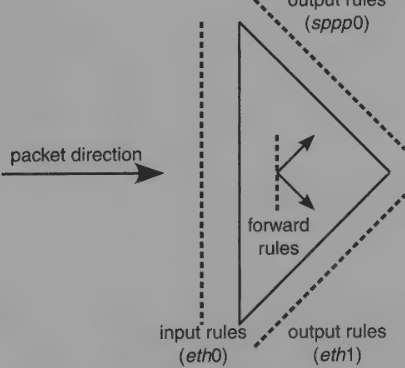 output rules
(sppp0)
packet direction
forward
rules
input rules
(eth0)
output rules
(eth1)